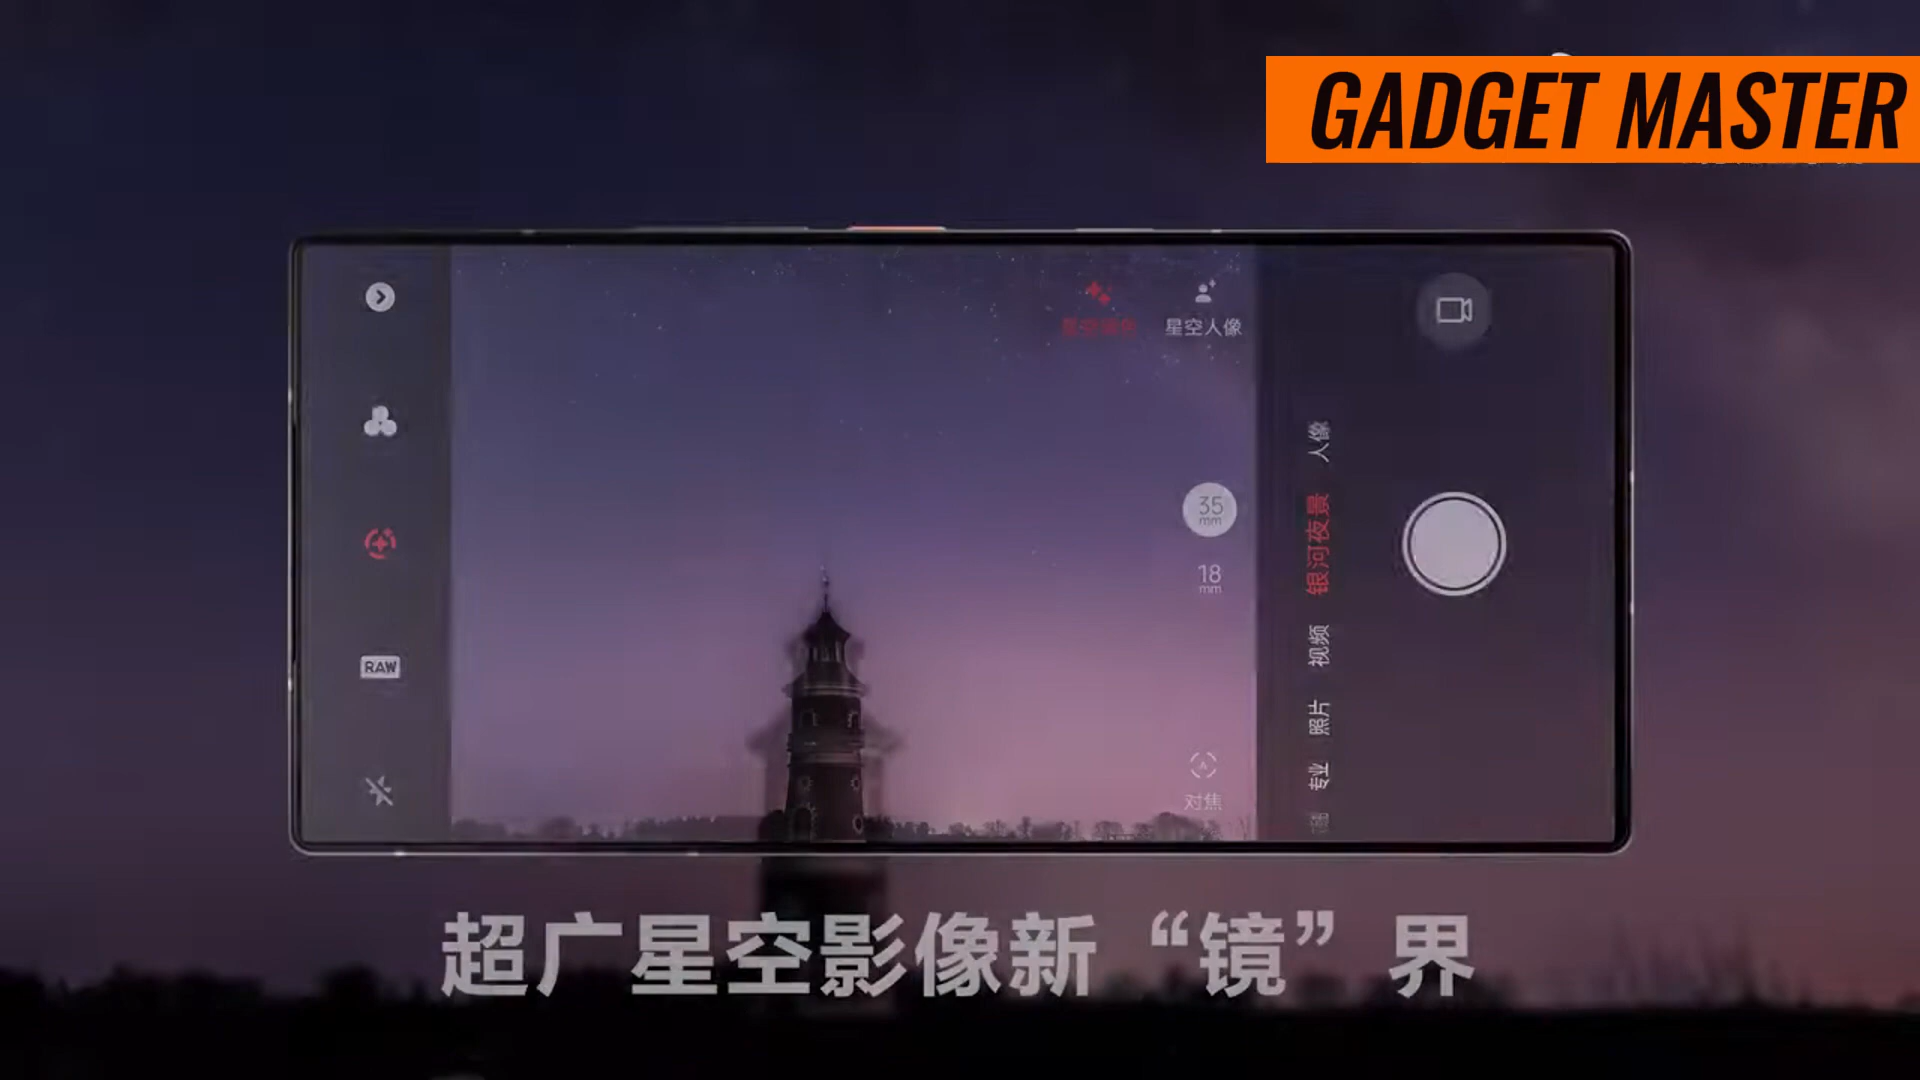 GADGET MASTER
星空人像
35
mm
18
mm
人像
银河夜景
视频
照片
专业
RAW
对焦
超广星空影像新“镜”界